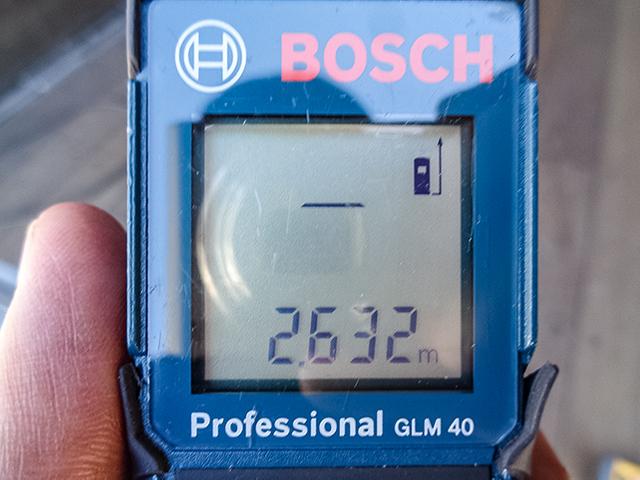 BOSCH
2.632 m
Professional GLM 40